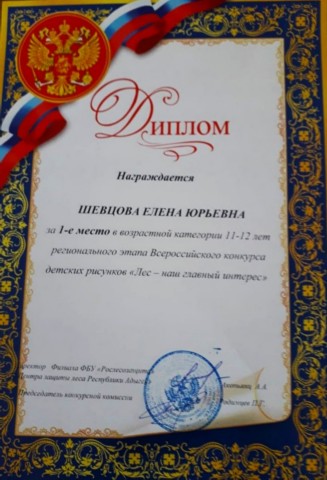 Диплом
Награждается
ШЕВЦОВА ЕЛЕНА ЮРЬЕВНА
за 1-е место в возрастной категории 11-12 лет
регионального этапа Всероссийского конкурса
детских рисунков «Лес – наш главный интерес»
Филиала ФБУ «Рослесозащита»
Центра защиты леса Республики Адыгея А.А.
Председатель конкурсной комиссии П.Г.